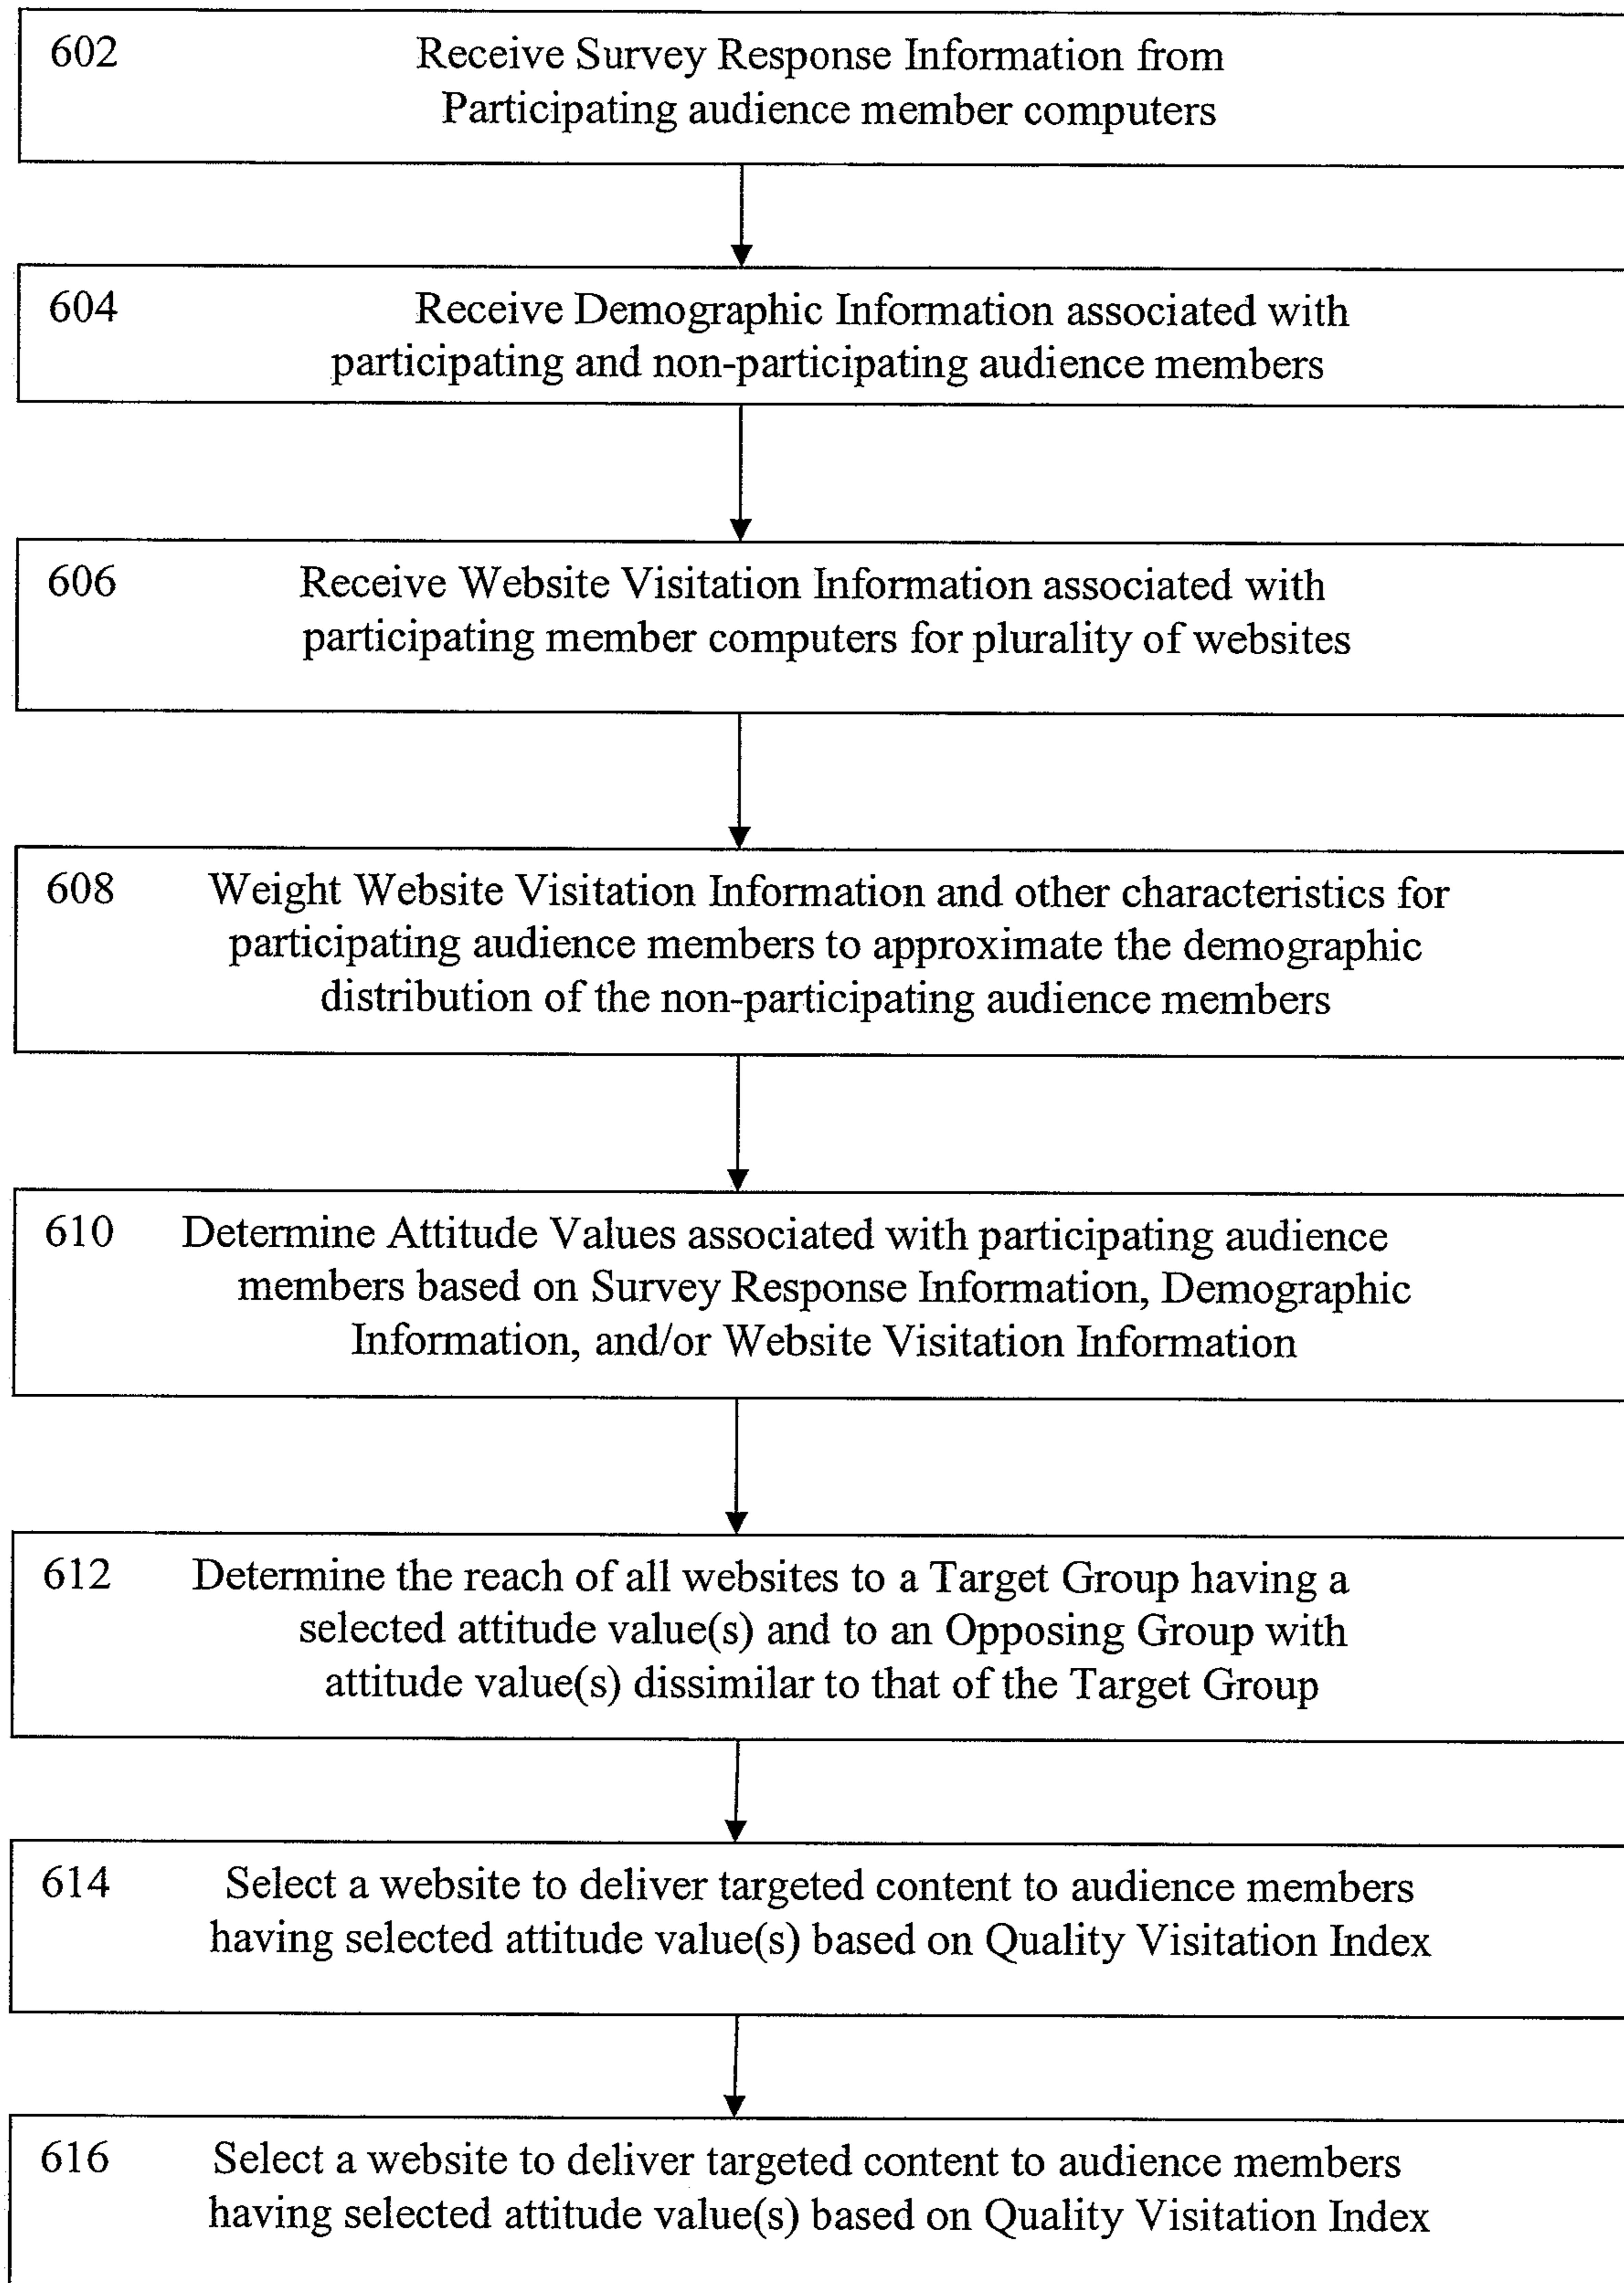 602 Receive Survey Response Information from
Participating audience member computers
604 Receive Demographic Information associated with
participating and non-participating audience members
606 Receive Website Visitation Information associated with
participating member computers for plurality of websites
608 Weight Website Visitation Information and other characteristics for
participating audience members to approximate the demographic
distribution of the non-participating audience members
610 Determine Attitude Values associated with participating audience
members based on Survey Response Information, Demographic
Information, and/or Website Visitation Information
612 Determine the reach of all websites to a Target Group having a
selected attitude value(s) and to an Opposing Group with
attitude value(s) dissimilar to that of the Target Group
614 Select a website to deliver targeted content to audience members
having selected attitude value(s) based on Quality Visitation Index
616 Select a website to deliver targeted content to audience members
having selected attitude value(s) based on Quality Visitation Index